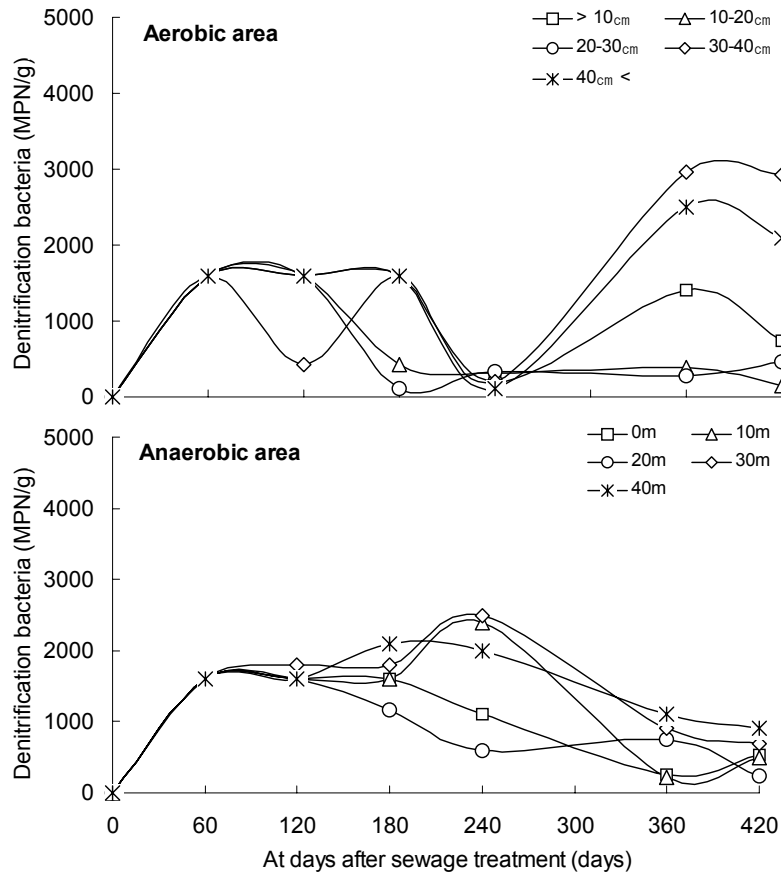 Aerobic area
> 10cm 10-20cm
20-30cm 30-40cm
40cm <
Denitrification bacteria (MPN/g)
5000
4000
3000
2000
1000
0
Anaerobic area
0m 10m
20m 30m
40m
Denitrification bacteria (MPN/g)
5000
4000
3000
2000
1000
0
0 60 120 180 240 300 360 420
At days after sewage treatment (days)